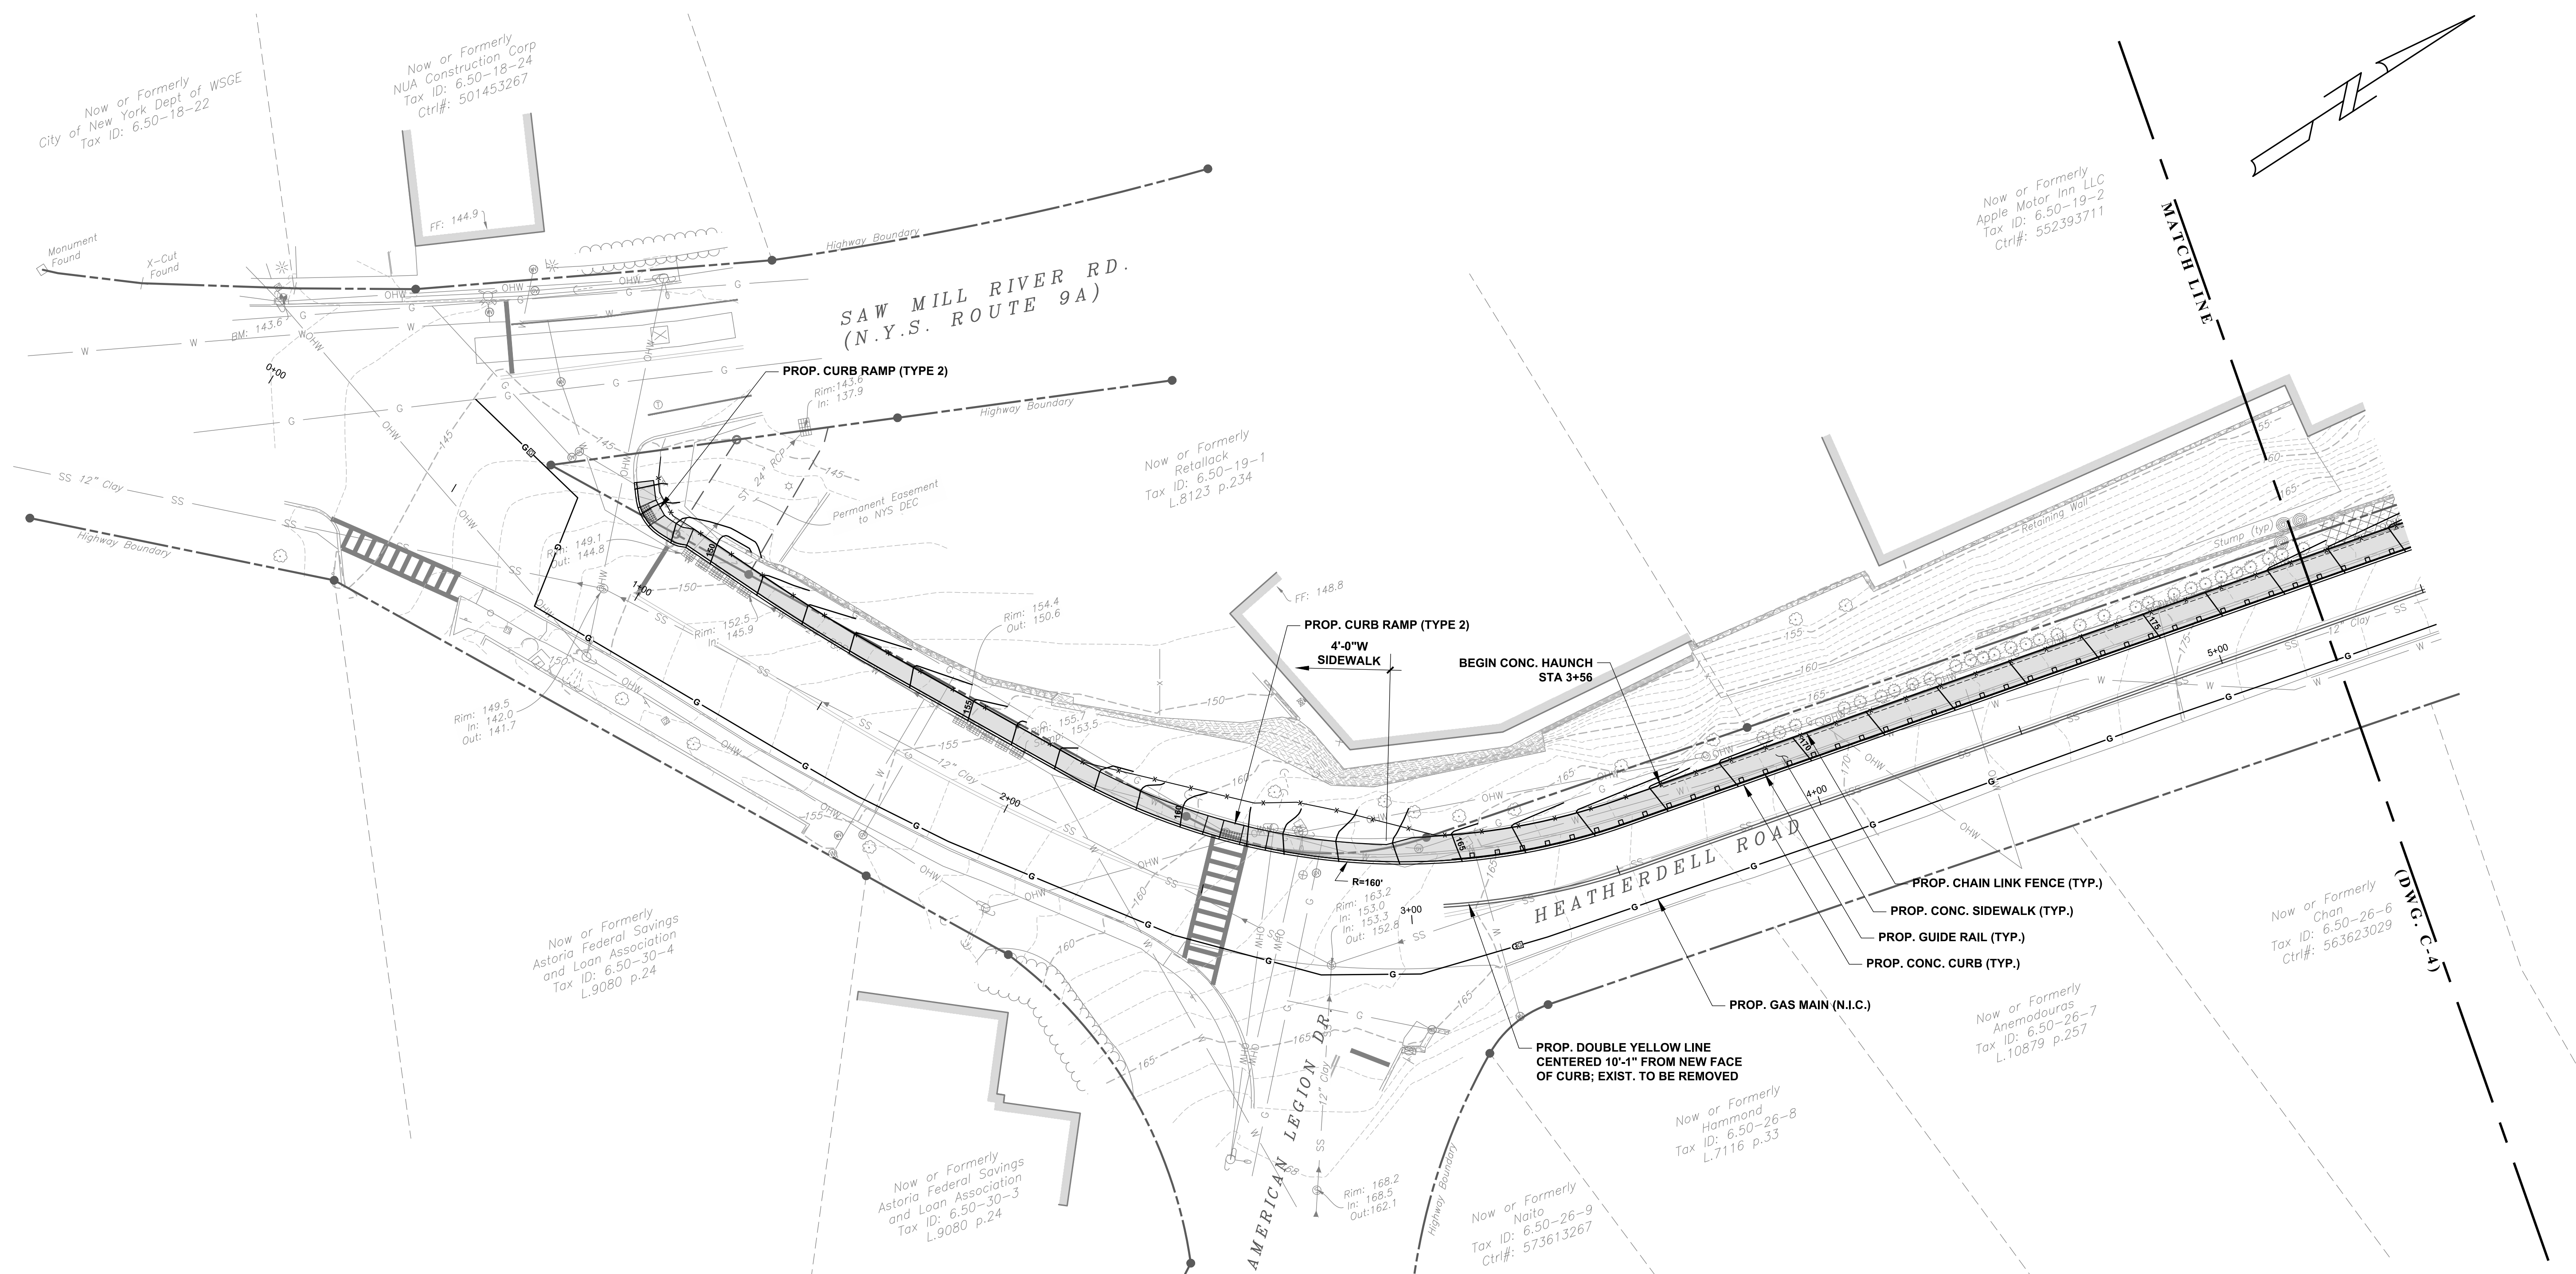 Now or Formerly
City of New York Dept of WSGE
Tax ID: 6.50-18-22
Now or Formerly
NUA Construction Corp
Tax ID: 6.50-18-24
Ctrl#: 501453267
FF: 144.9
Monument
Found
X-Cut
Found
Highway Boundary
SAW MILL RIVER RD.
(N.Y.S. ROUTE 9A)
BM: 143.6
0+00
PROP. CURB RAMP (TYPE 2)
Rim:143.6
In: 137.9
Highway Boundary
ST 24" RCP
Permanent Easement
to NYS DEC
SS 12" Clay
Highway Boundary
Rim: 149.1
Out: 144.8
1+00
Rim: 152.5
In: 145.9
Rim: 154.4
Out: 150.6
Rim: 149.5
In: 142.0
Out: 141.7
12" Clay
2+00
Now or Formerly
Retallack
Tax ID: 6.50-19-1
L.8123 p.234
FF: 148.8
PROP. CURB RAMP (TYPE 2)
4'-0"W
SIDEWALK
BEGIN CONC. HAUNCH
STA 3+56
R=160'
Rim: 163.2
In: 153.0
In: 153.3
Out: 152.8
3+00
HEATHERDELL ROAD
4+00
5+00
12" Clay
Retaining Wall
Stump (typ)
Now or Formerly
Apple Motor Inn LLC
Tax ID: 6.50-19-2
Ctrl#: 552393711
MATCH LINE
(DWG. C-4)
N
PROP. CHAIN LINK FENCE (TYP.)
PROP. CONC. SIDEWALK (TYP.)
PROP. GUIDE RAIL (TYP.)
PROP. CONC. CURB (TYP.)
PROP. GAS MAIN (N.I.C.)
PROP. DOUBLE YELLOW LINE
CENTERED 10'-1" FROM NEW FACE
OF CURB; EXIST. TO BE REMOVED
Now or Formerly
Chan
Tax ID: 6.50-26-6
Ctrl#: 563623029
Now or Formerly
Anemodouras
Tax ID: 6.50-26-7
L.10879 p.257
Now or Formerly
Hammond
Tax ID: 6.50-26-8
L.7116 p.33
Now or Formerly
Naito
Tax ID: 6.50-26-9
Ctrl#: 573613267
Highway Boundary
Rim: 168.2
In: 168.5
Out:162.1
12" Clay
AMERICAN LEGION DR.
Now or Formerly
Astoria Federal Savings
and Loan Association
Tax ID: 6.50-30-4
L.9080 p.24
Now or Formerly
Astoria Federal Savings
and Loan Association
Tax ID: 6.50-30-3
L.9080 p.24